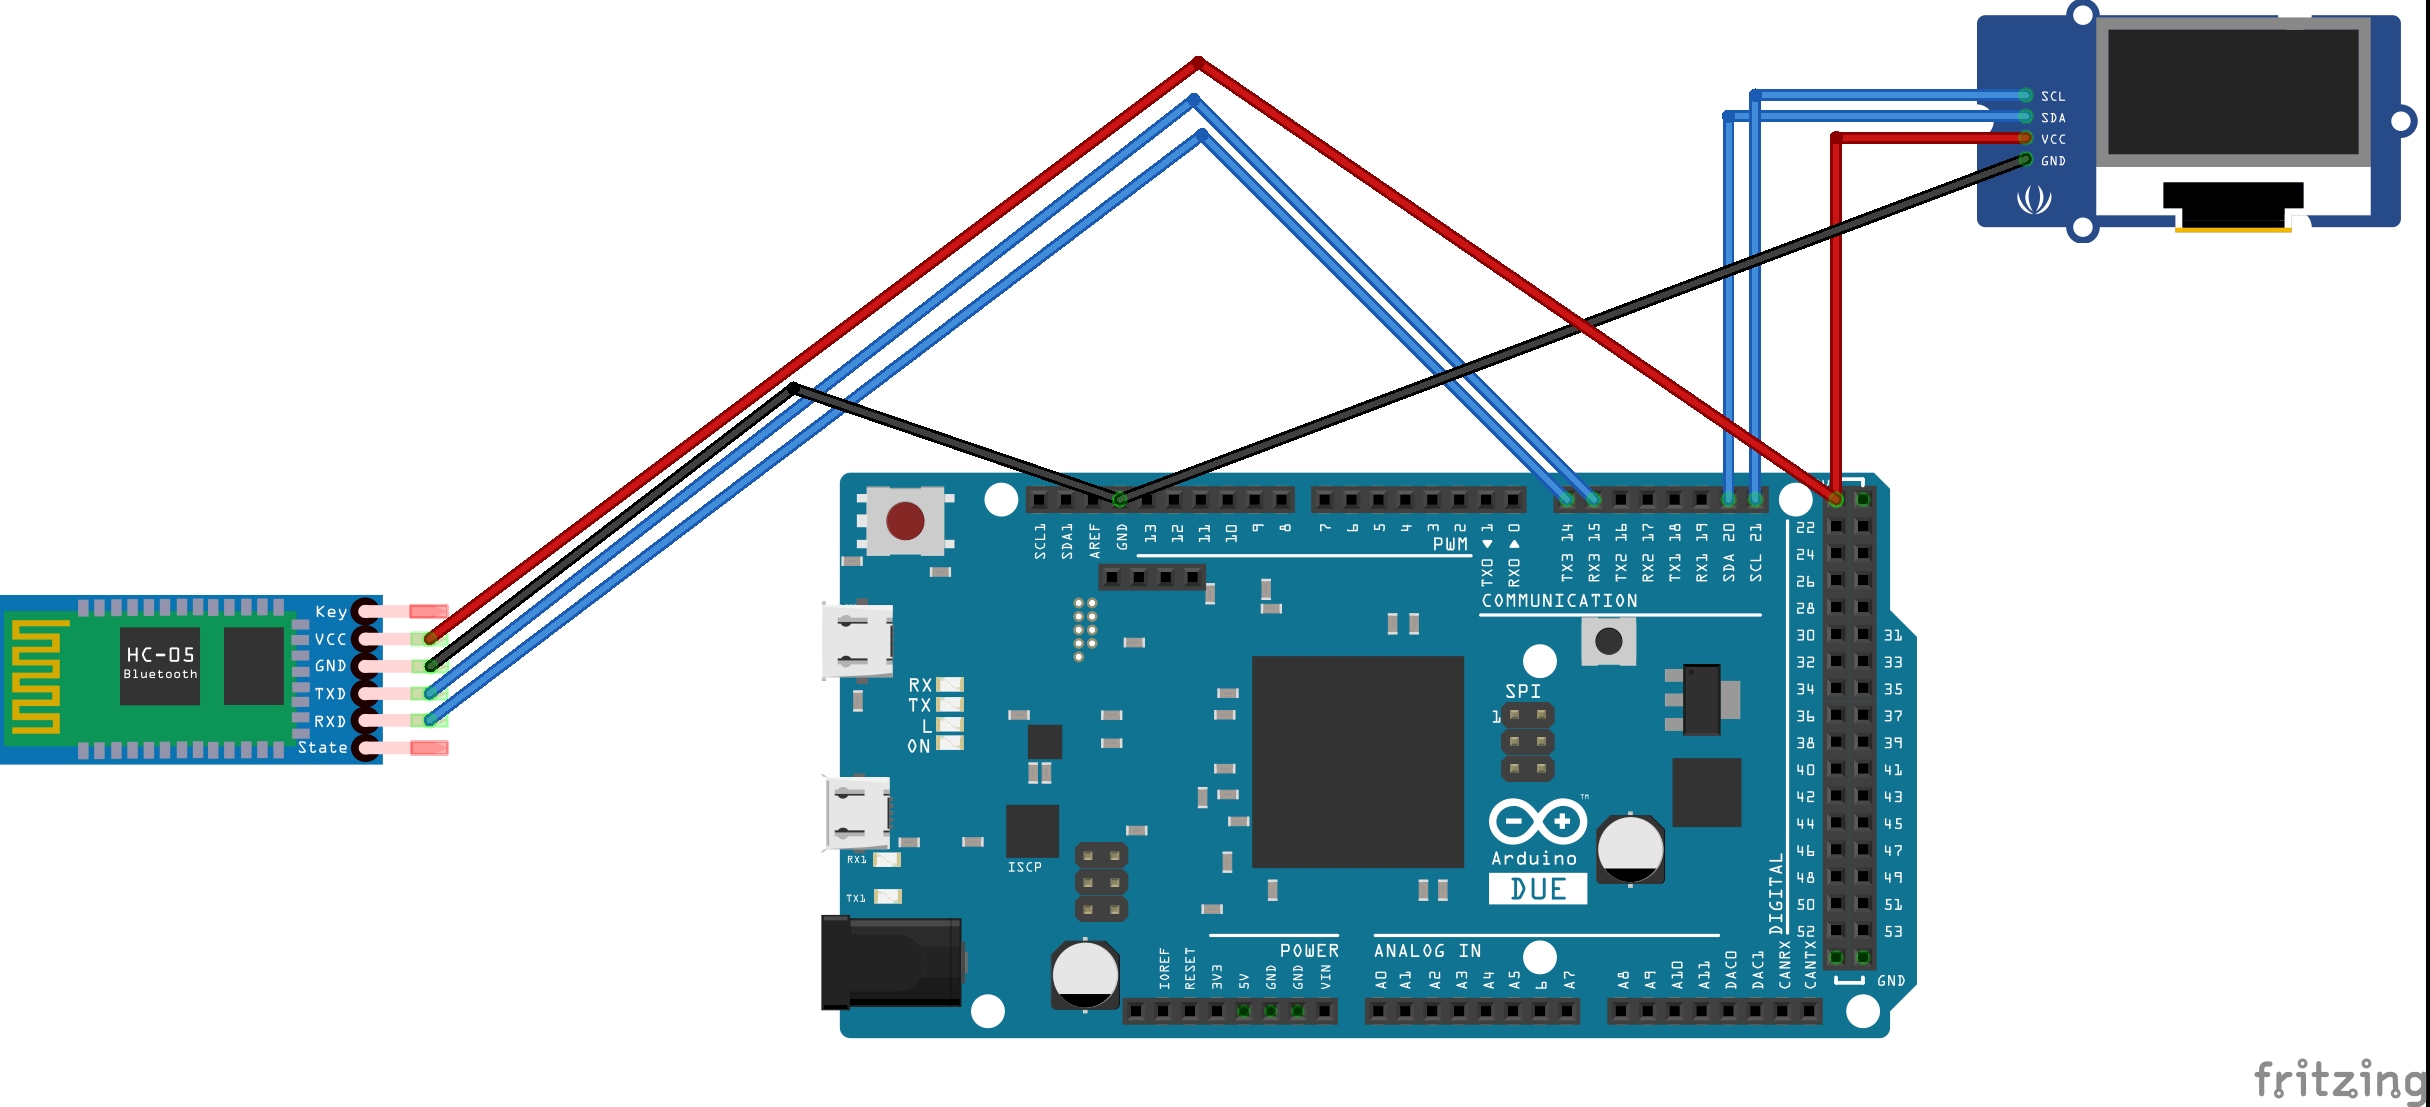 SCL
SDA
VCC
GND
Key
VCC
GND
TXD
RXD
State
HC-05
Bluetooth
SCL1
SDA1
AREF
GND
13
12
11
10
9
8
7
6
5
4
3
2
TX0 1
RX0 0
PWM
TX3 14
RX3 15
TX2 16
RX2 17
TX1 18
RX1 19
SDA 20
SCL 21
COMMUNICATION
22
24
26
28
30 31
32 33
34 35
36 37
38 39
40 41
42 43
44 45
46 47
48 49
50 51
52 53
GND
DIGITAL
RX
TX
L
ON
SPI
1
ISCP
RX1
TX1
Arduino
TM
DUE
POWER
ANALOG IN
IOREF
RESET
3V3
5V
GND
GND
VIN
A0
A1
A2
A3
A4
A5
6
A7
A8
A9
A10
A11
DAC0
DAC1
CANRX
CANTX
fritzing